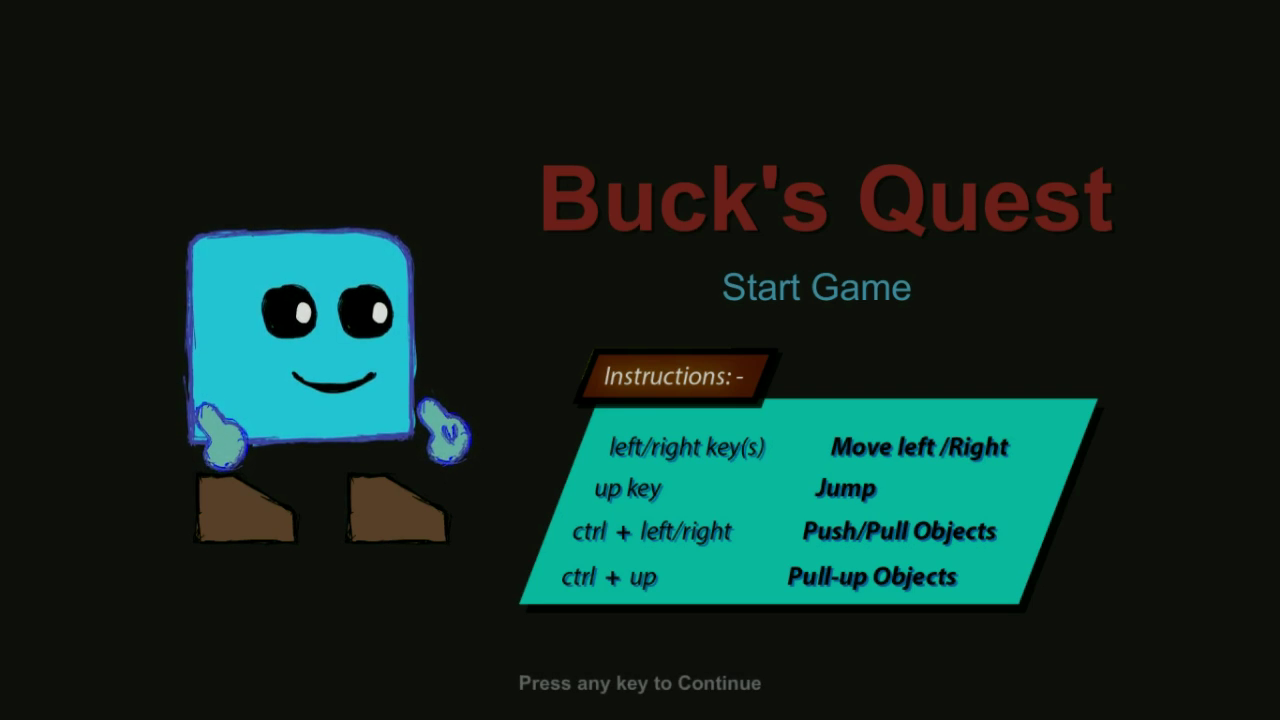 Buck's Quest
Start Game
Instructions: -
left/right key(s) Move left /Right
up key Jump
ctrl + left/right Push/Pull Objects
ctrl + up Pull-up Objects
Press any key to Continue